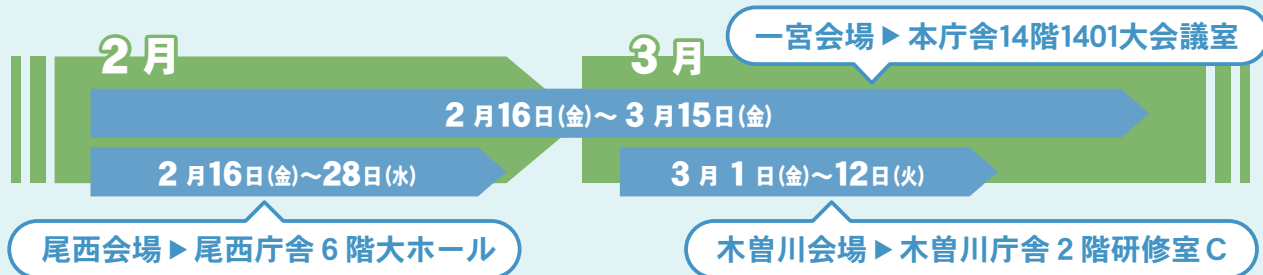 2月
3月
一宮会場▶本庁舎14階1401大会議室
2月16日(金)～3月15日(金)
2月16日(金)～28日(水)
3月1日(金)～12日(火)
尾西会場▶尾西庁舎6階大ホール
木曽川会場▶木曽川庁舎2階研修室C